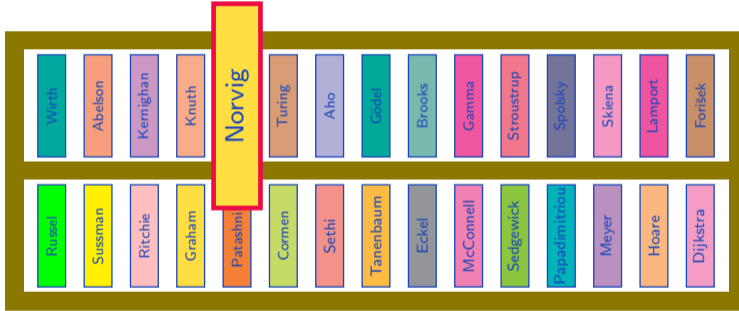 Wirth
Abelson
Kernighan
Knuth
Norvig
Turing
Aho
Gödel
Brooks
Gamma
Stroustrup
Spolsky
Skiena
Lamport
Forišek
Russel
Sussman
Ritchie
Graham
Patashni
Cormen
Sethi
Tanenbaum
Eckel
McConnell
Sedgewick
Papadimitriou
Meyer
Hoare
Dijkstra